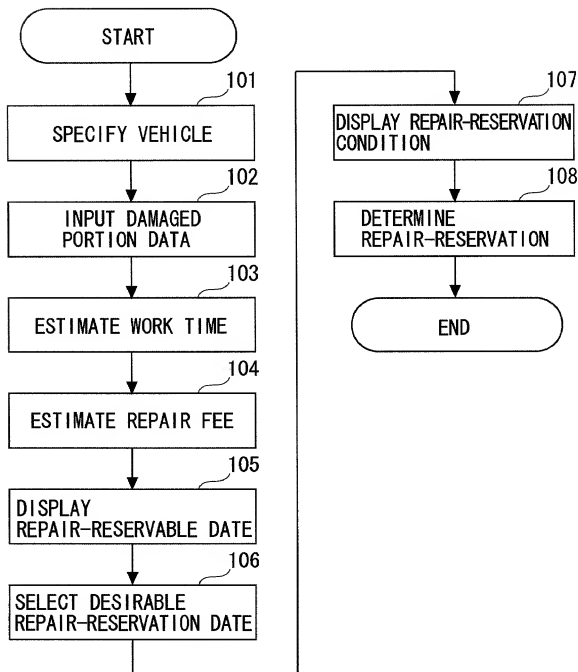 START
101
SPECIFY VEHICLE
102
INPUT DAMAGED
PORTION DATA
103
ESTIMATE WORK TIME
104
ESTIMATE REPAIR FEE
105
DISPLAY
REPAIR-RESERVABLE DATE
106
SELECT DESIRABLE
REPAIR-RESERVATION DATE
107
DISPLAY REPAIR-RESERVATION
CONDITION
108
DETERMINE
REPAIR-RESERVATION
END